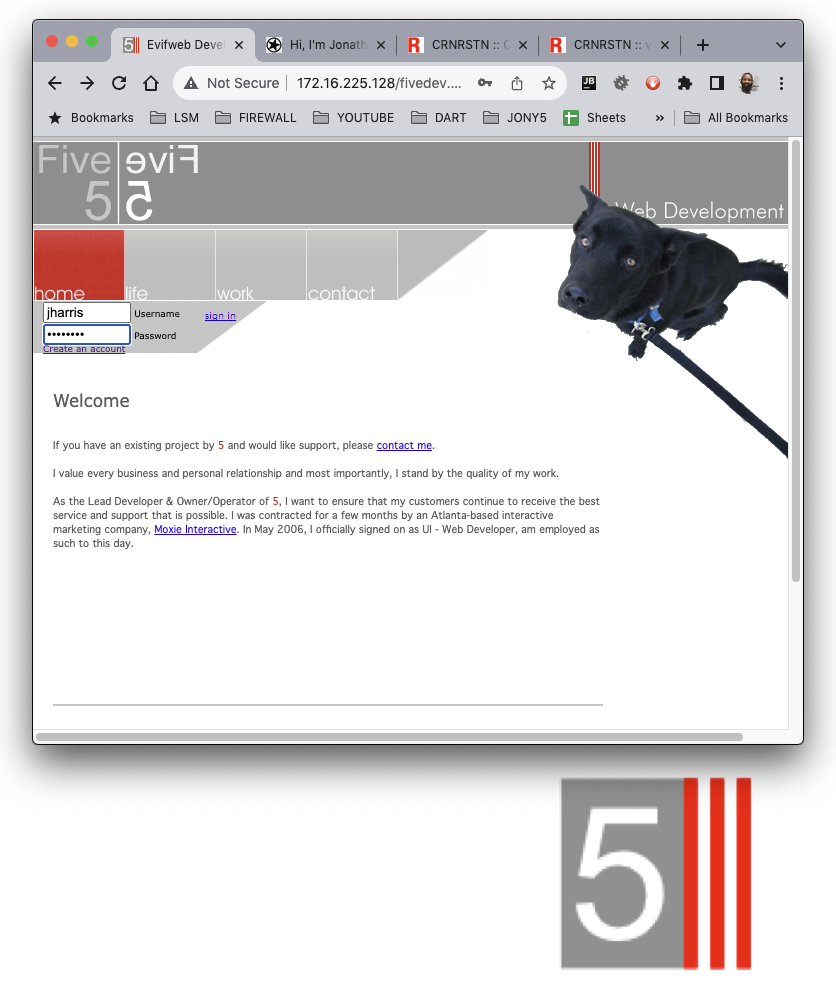 Evifweb Devel
Hi, I'm Jonath
CRNRSTN :: C
CRNRSTN :: v
Not Secure
172.16.225.128/fivedev....
JB
Bookmarks
LSM
FIREWALL
YOUTUBE
DART
JONY5
Sheets
»
All Bookmarks
Five Five
5 5
Web Development
home
life
work
contact
jharris
Username
sign in
••••••••
Password
Create an account
Welcome
If you have an existing project by 5 and would like support, please contact me.
I value every business and personal relationship and most importantly, I stand by the quality of my work.
As the Lead Developer & Owner/Operator of 5, I want to ensure that my customers continue to receive the best
service and support that is possible. I was contracted for a few months by an Atlanta-based interactive
marketing company, Moxie Interactive. In May 2006, I officially signed on as UI - Web Developer, am employed as
such to this day.
5